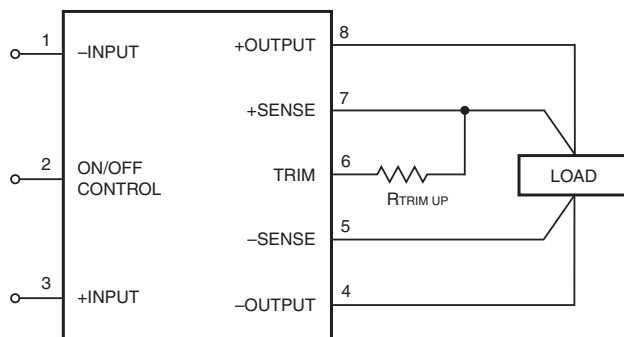 1
–INPUT
2
ON/OFF
CONTROL
3
+INPUT
+OUTPUT
8
+SENSE
7
TRIM
6
RTRIM UP
–SENSE
5
–OUTPUT
4
LOAD